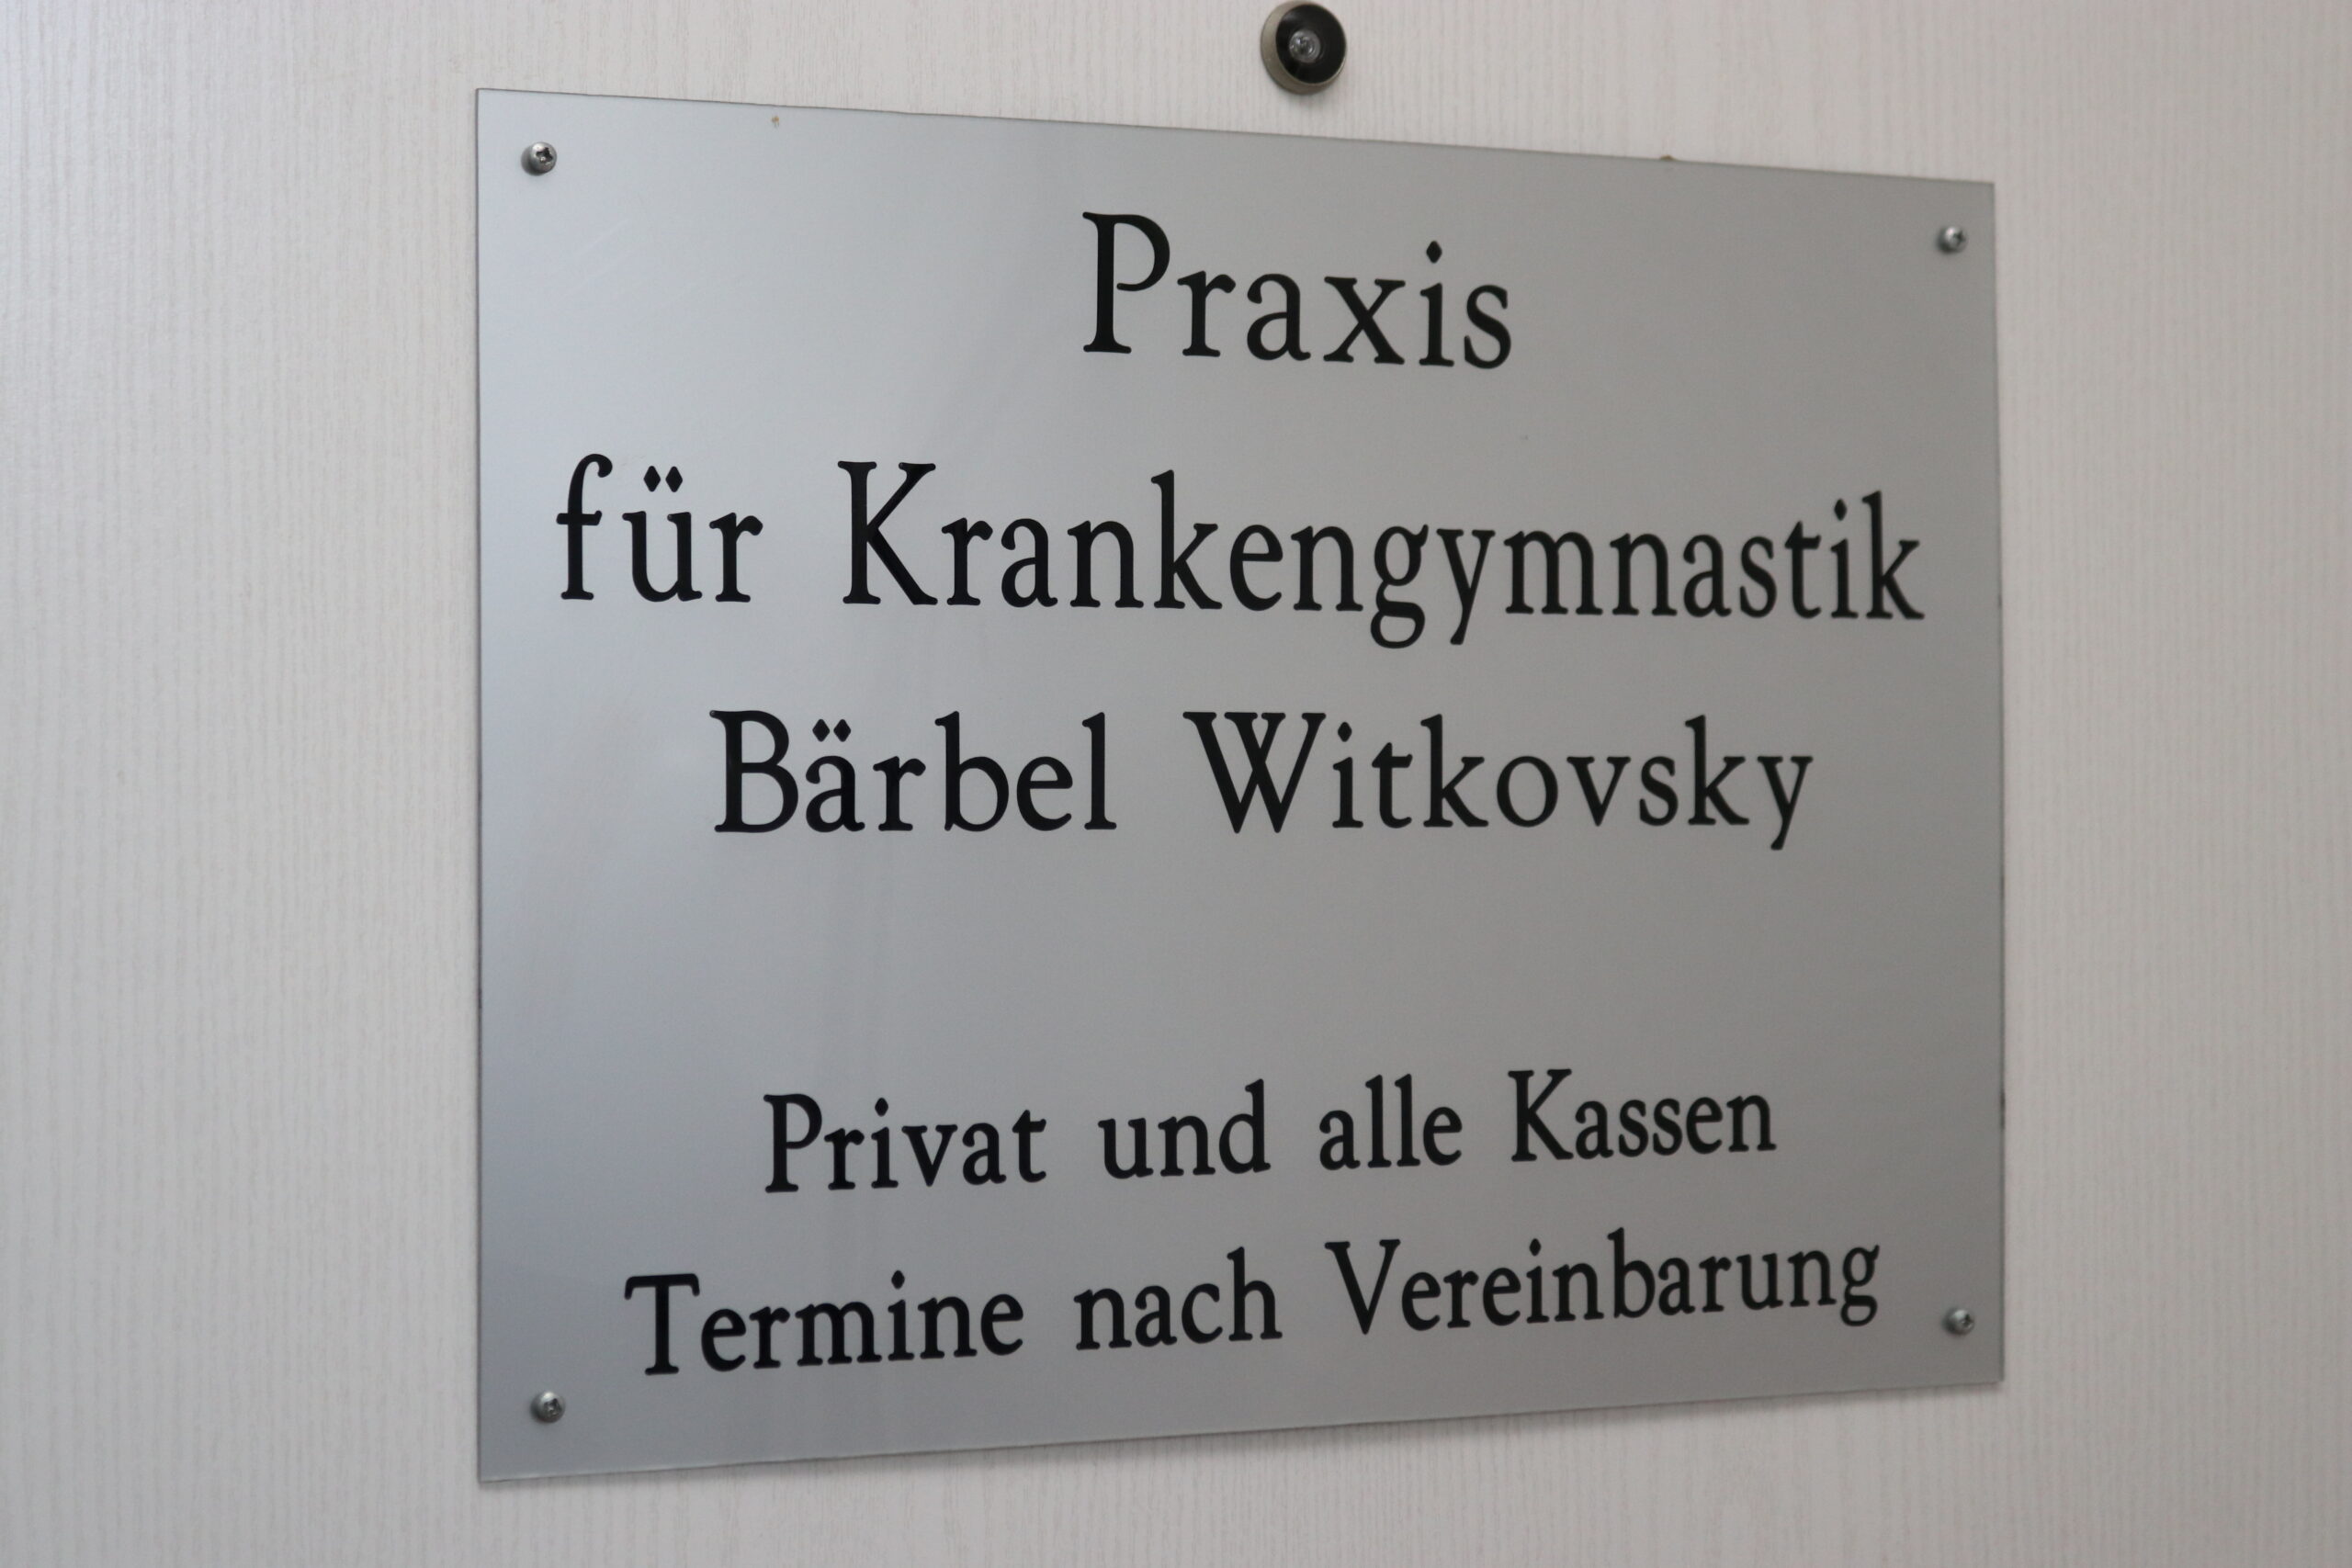 Praxis
für Krankengymnastik
Bärbel Witkovsky
Privat und alle Kassen
Termine nach Vereinbarung